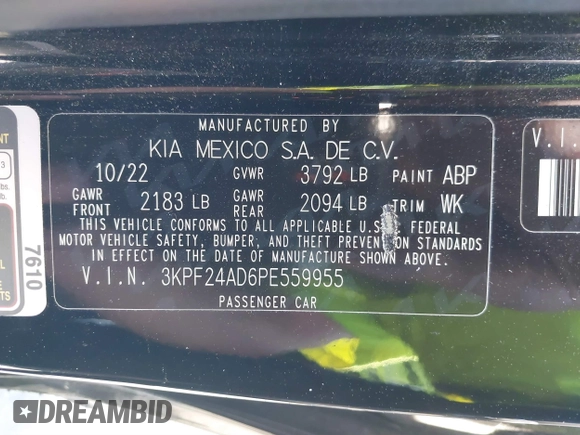 MANUFACTURED BY
KIA MEXICO S.A. DE C.V.
10/22 GVWR 3792 LB PAINT ABP
GAWR FRONT 2183 LB GAWR REAR 2094 LB TRIM WK
THIS VEHICLE CONFORMS TO ALL APPLICABLE U.S. FEDERAL
MOTOR VEHICLE SAFETY, BUMPER, AND THEFT PREVENTION STANDARDS
IN EFFECT ON THE DATE OF MANUFACTURE SHOWN ABOVE.
V.I.N. 3KPF24AD6PE559955
PASSENGER CAR
7610
V.I.
3
lbs.
DREAMBID